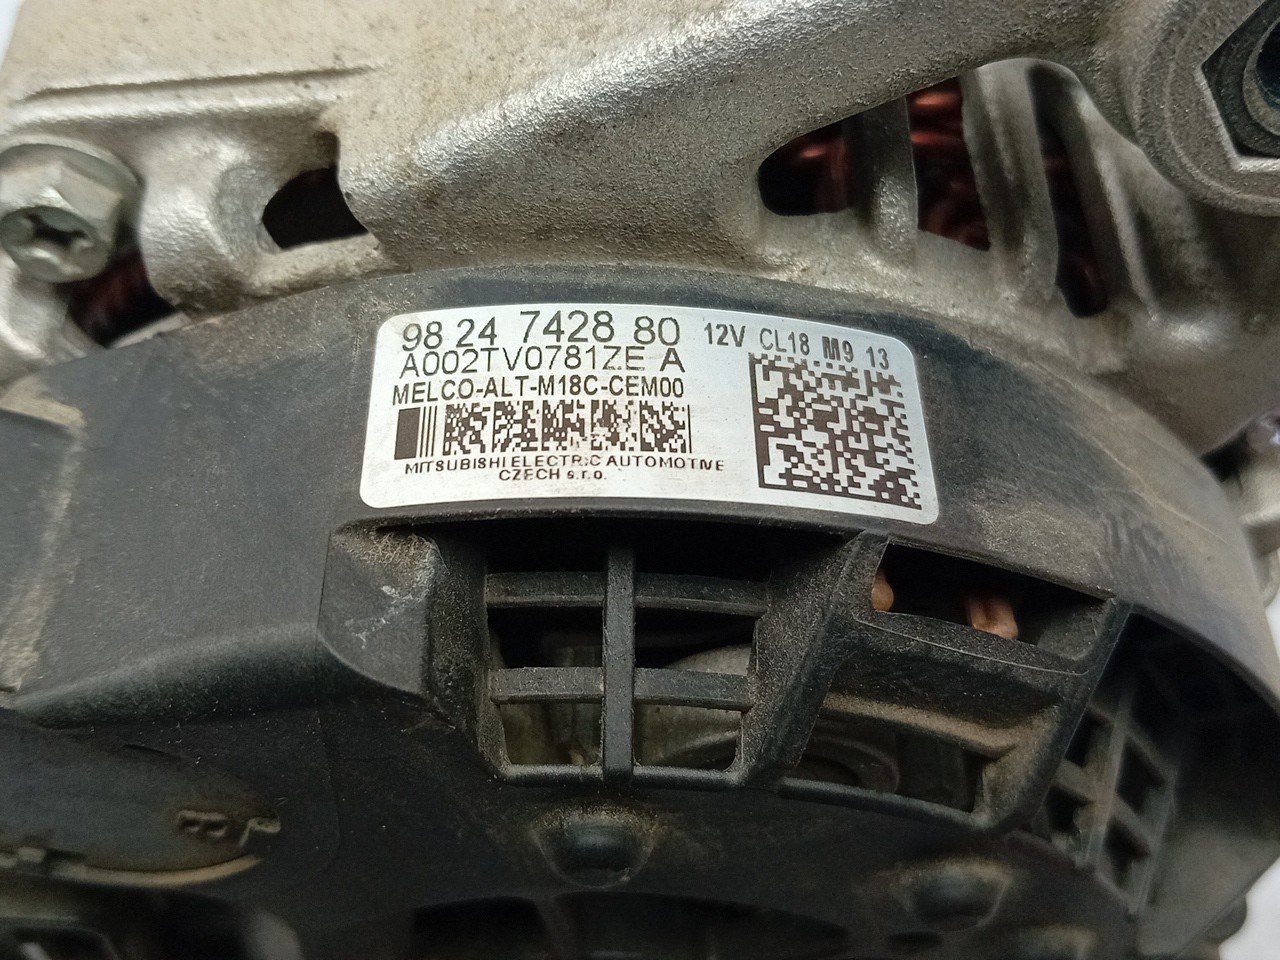 98 24 7428 80 12V CL18 M9 13
A002TV0781ZE A
MELCO-ALT-M18C-CEM00
MITSUBISHI ELECTRIC AUTOMOTIVE
CZECH s.r.o.